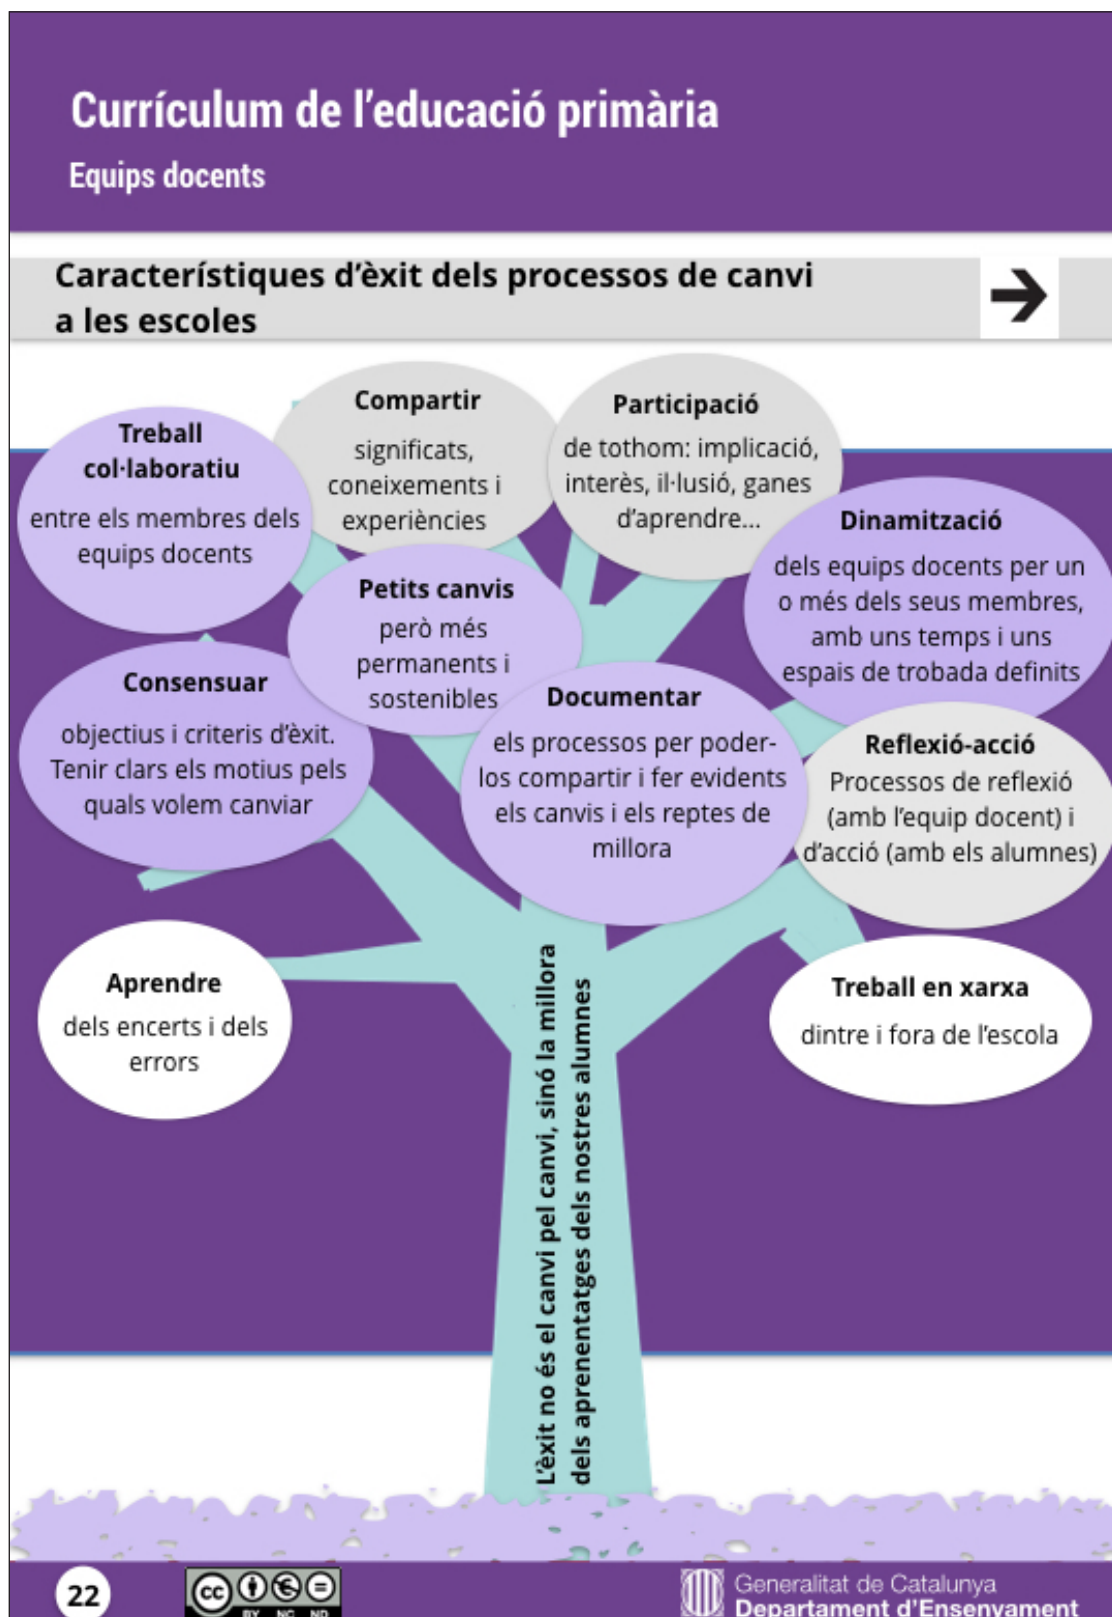 Currículum de l'educació primària
Equips docents
Característiques d'èxit dels processos de canvi
a les escoles
Treball
col·laboratiu
entre els membres dels
equips docents
Compartir
significats,
coneixements i
experiències
Participació
de tothom: implicació,
interès, il·lusió, ganes
d'aprendre...
Dinamització
dels equips docents per un
o més dels seus membres,
amb uns temps i uns
espais de trobada definits
Petits canvis
però més
permanents i
sostenibles
Consensuar
objectius i criteris d'èxit.
Tenir clars els motius pels
quals volem canviar
Documentar
els processos per poder-
los compartir i fer evidents
els canvis i els reptes de
millora
Reflexió-acció
Processos de reflexió
(amb l'equip docent) i
d'acció (amb els alumnes)
Aprendre
dels encerts i dels
errors
Treball en xarxa
dintre i fora de l'escola
L'èxit no és el canvi pel canvi, sinó la millora
dels aprenentatges dels nostres alumnes
22
cc
BY NC ND
Generalitat de Catalunya
Departament d'Ensenyament